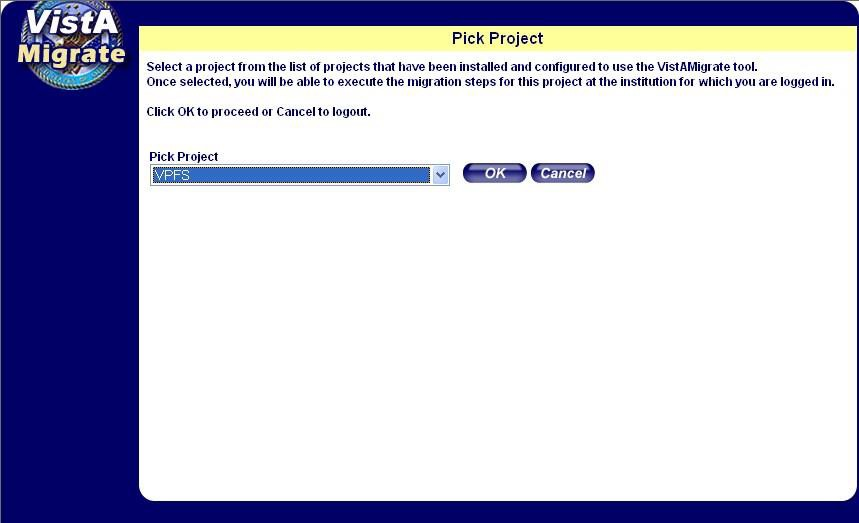 VistA
Migrate
Pick Project
Select a project from the list of projects that have been installed and configured to use the VistAMigrate tool.
Once selected, you will be able to execute the migration steps for this project at the institution for which you are logged in.
Click OK to proceed or Cancel to logout.
Pick Project
VPFS OK Cancel